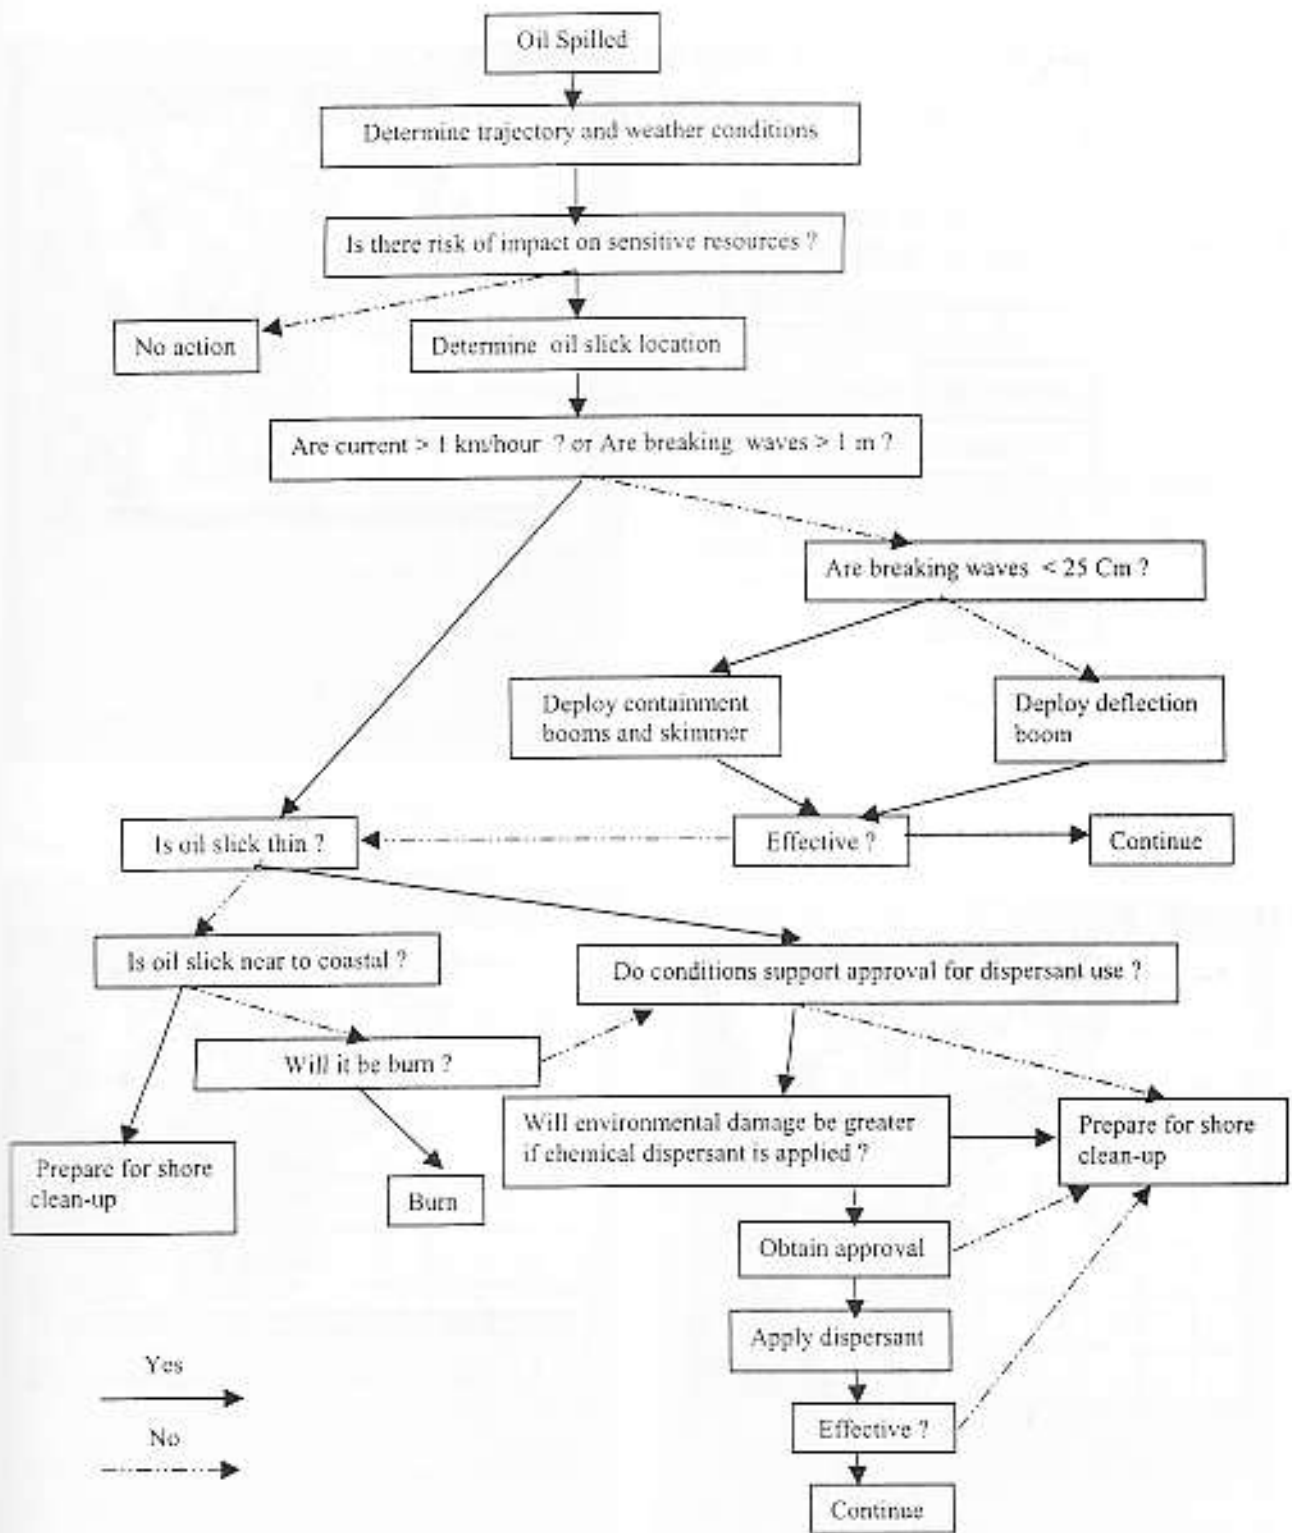 Oil Spilled
Determine trajectory and weather conditions
Is there risk of impact on sensitive resources ?
No action
Determine oil slick location
Are current > 1 km/hour ? or Are breaking waves > 1 m ?
Are breaking waves < 25 Cm ?
Deploy containment
booms and skimmer
Deploy deflection
boom
Is oil slick thin ?
Effective ?
Continue
Is oil slick near to coastal ?
Do conditions support approval for dispersant use ?
Will it be burn ?
Will environmental damage be greater
if chemical dispersant is applied ?
Prepare for shore
clean-up
Prepare for shore
clean-up
Burn
Obtain approval
Apply dispersant
Yes
Effective ?
No
Continue